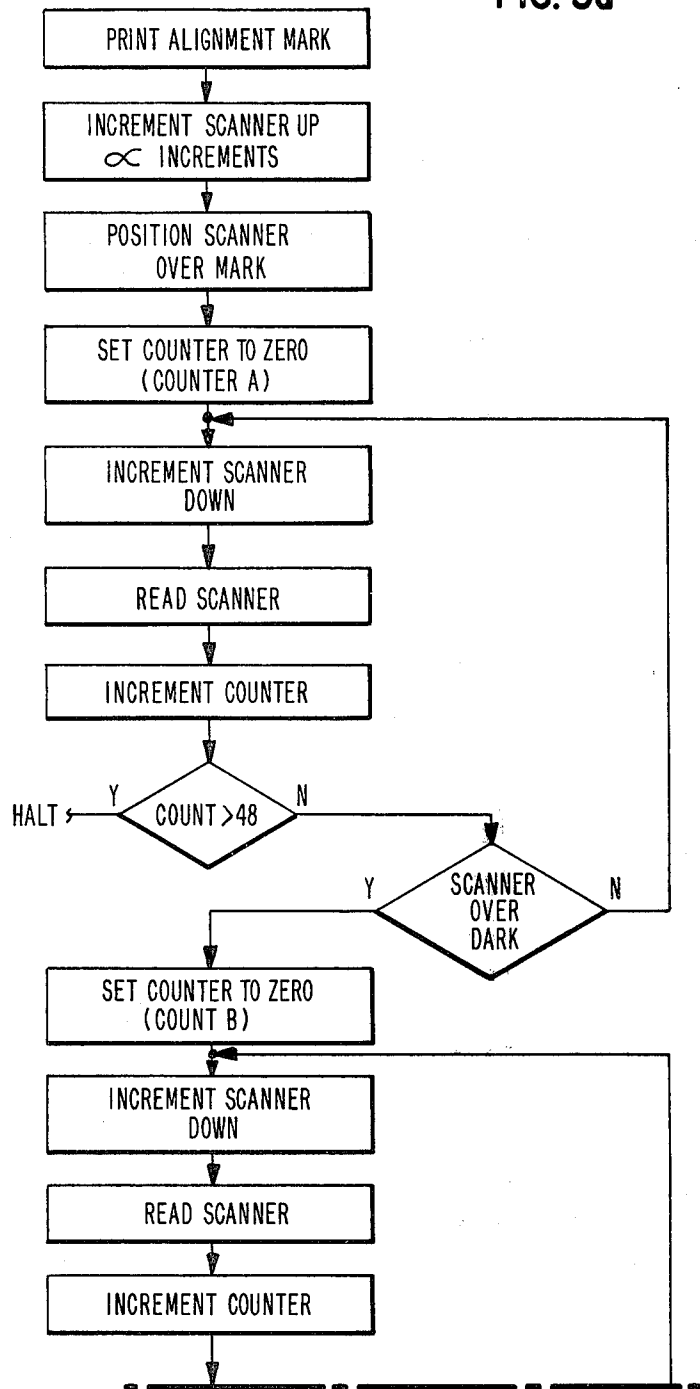 PRINT ALIGNMENT MARK
INCREMENT SCANNER UP
∝ INCREMENTS
POSITION SCANNER
OVER MARK
SET COUNTER TO ZERO
(COUNTER A)
INCREMENT SCANNER
DOWN
READ SCANNER
INCREMENT COUNTER
HALT
Y
COUNT >48
N
Y
SCANNER
OVER
DARK
N
SET COUNTER TO ZERO
(COUNT B)
INCREMENT SCANNER
DOWN
READ SCANNER
INCREMENT COUNTER